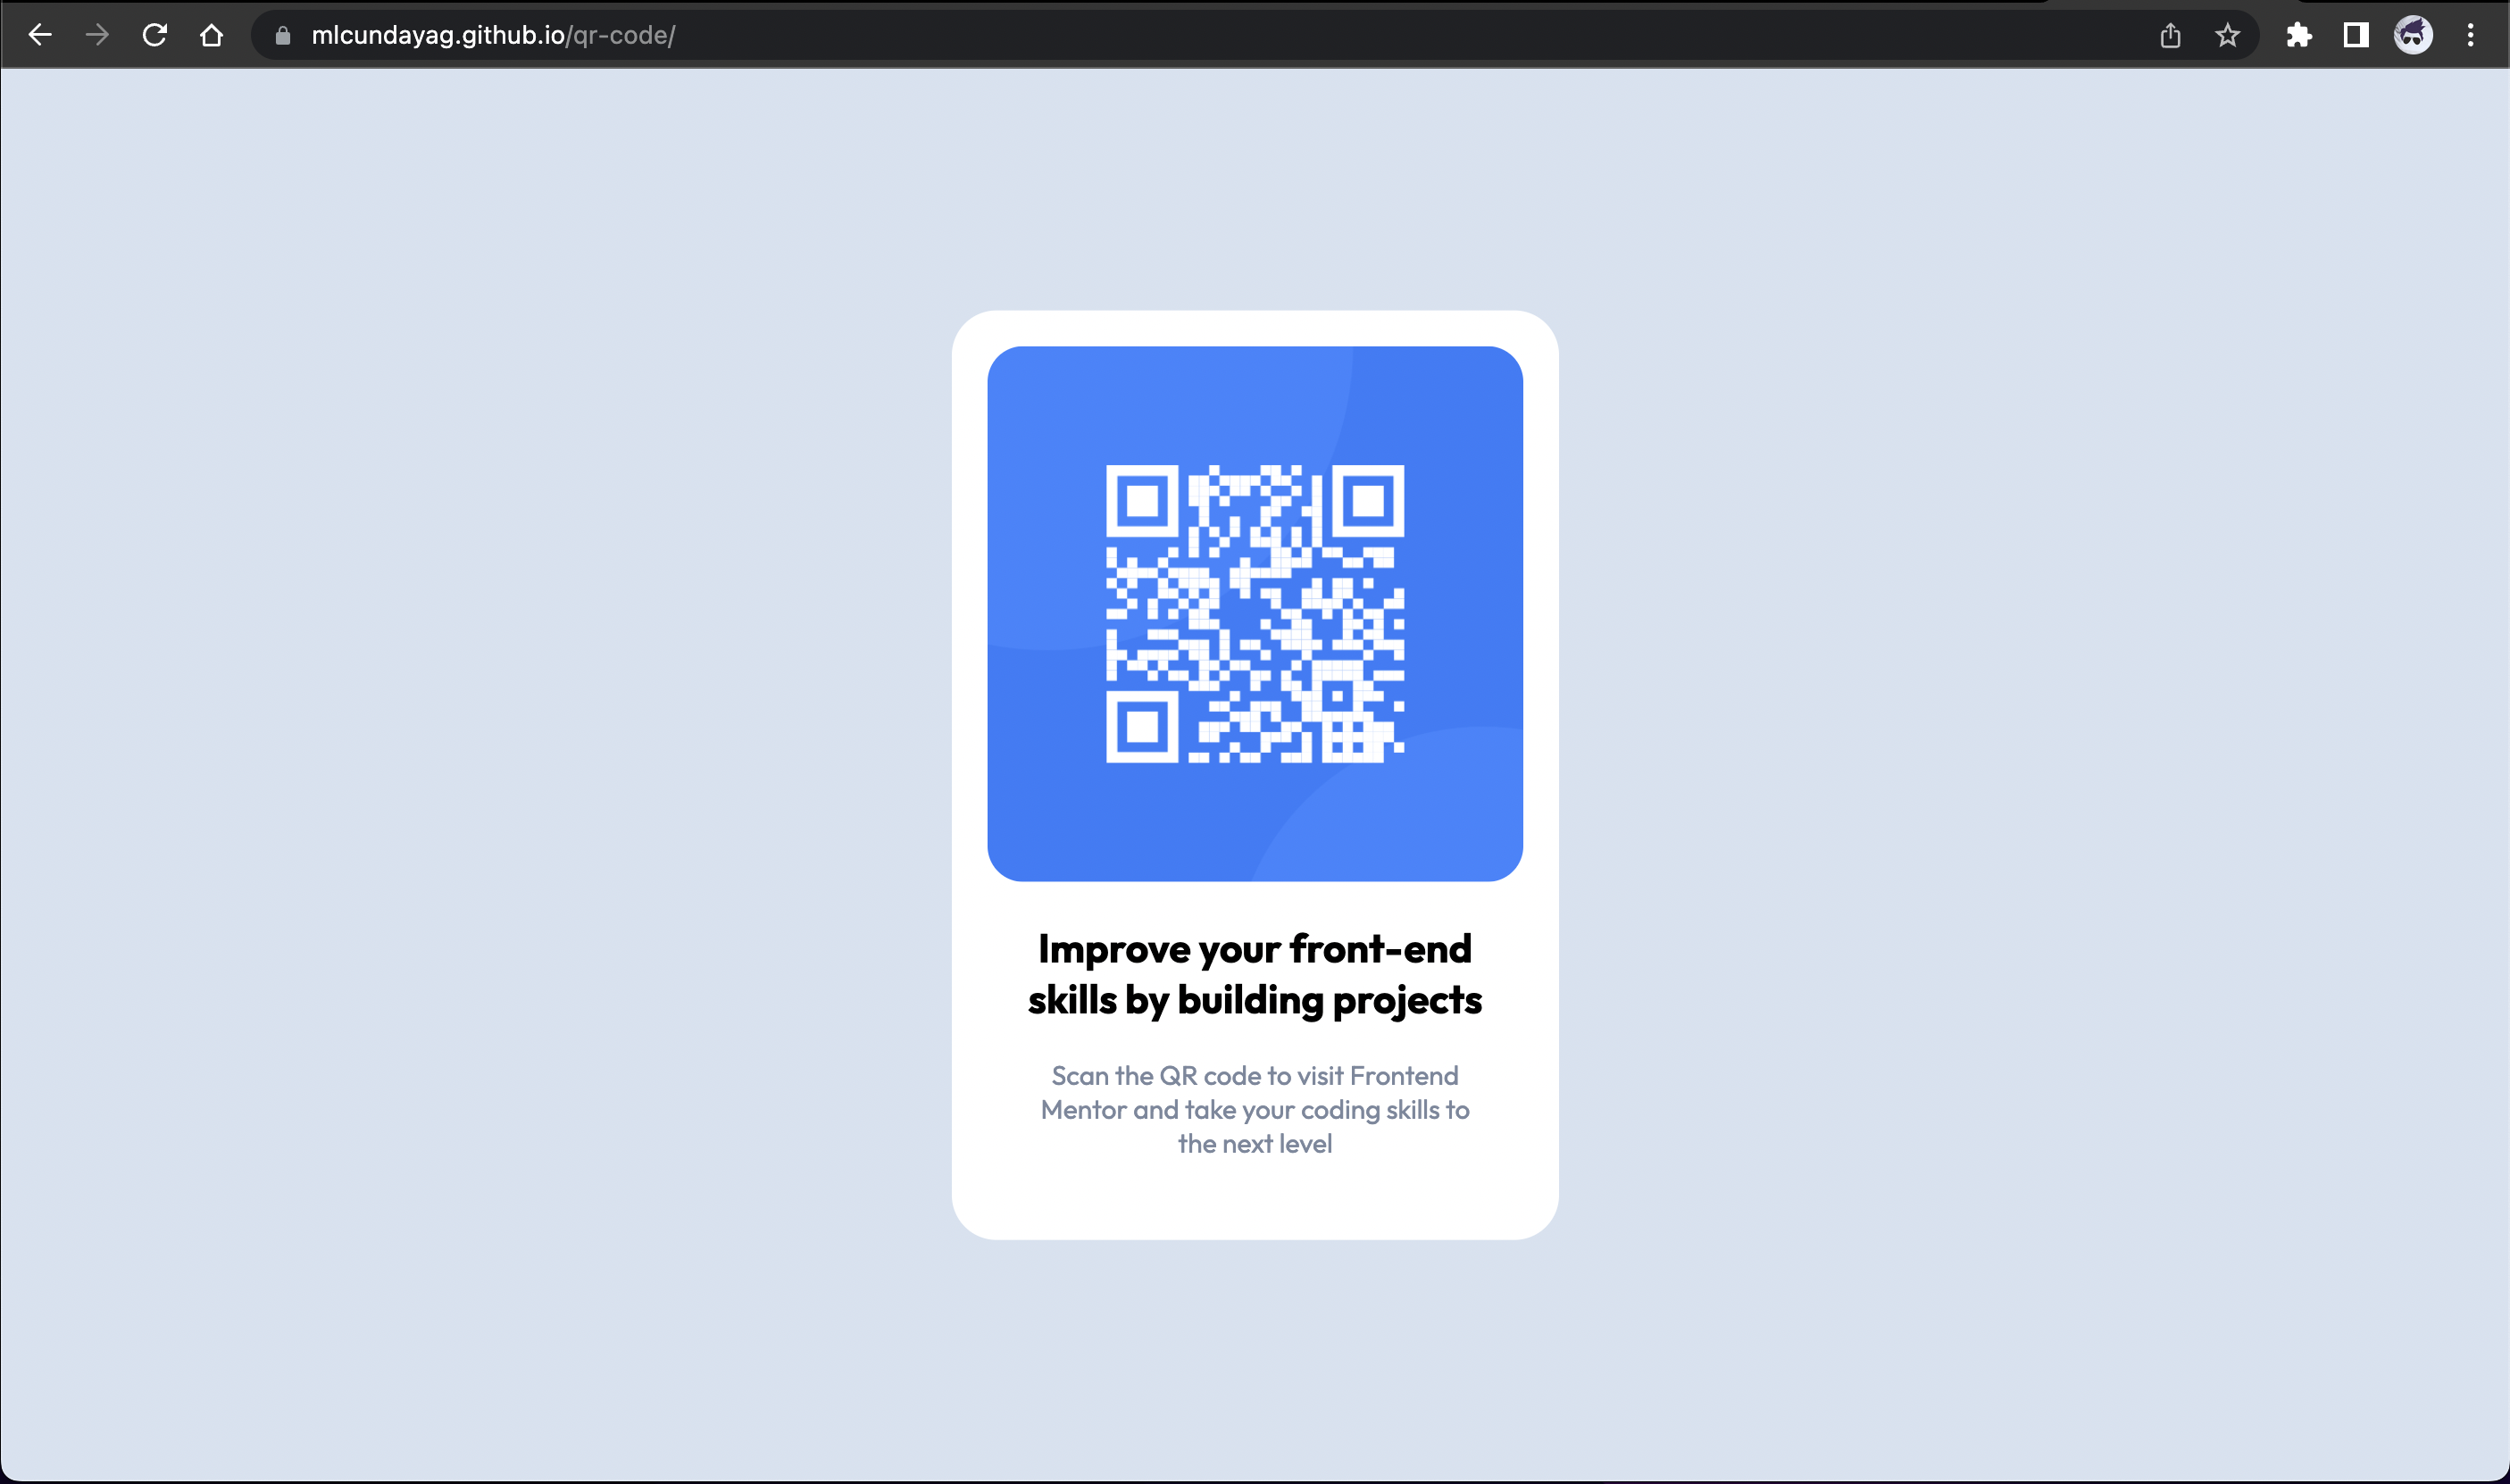 mlcundayag.github.io/qr-code/
Improve your front-end
skills by building projects
Scan the QR code to visit Frontend
Mentor and take your coding skills to
the next level